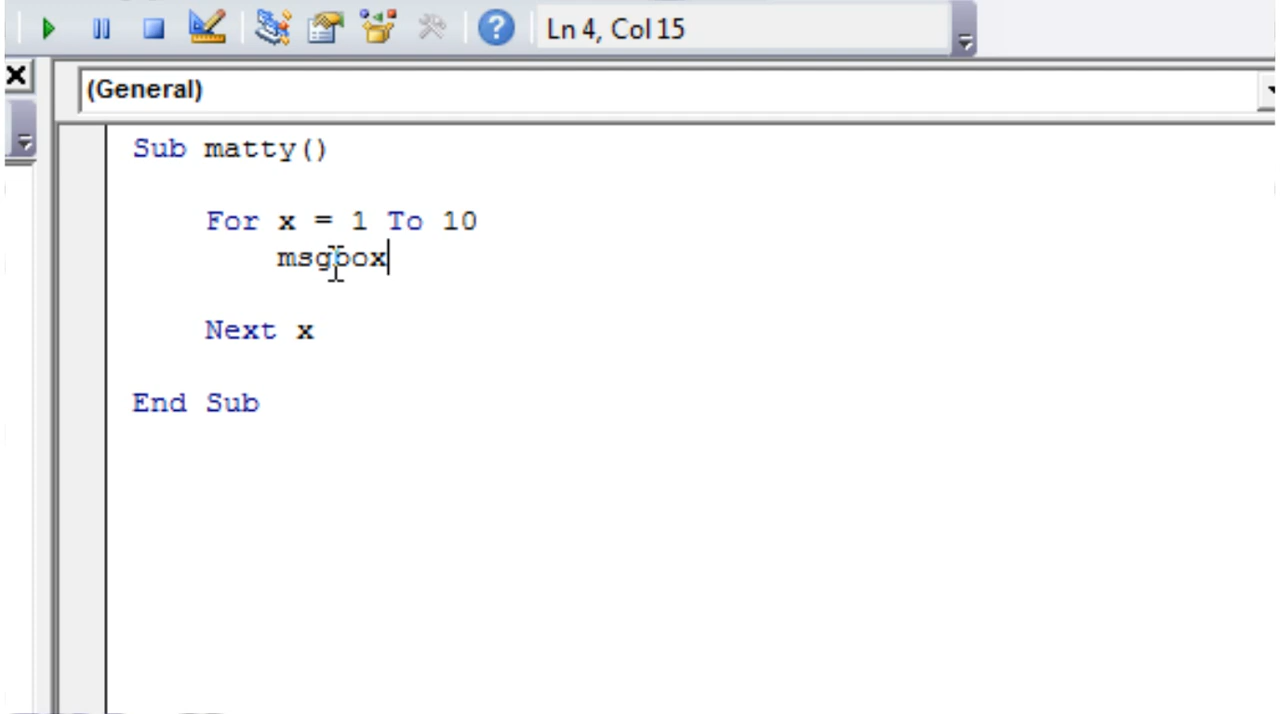 Ln 4, Col 15
(General)
Sub matty()
For x = 1 To 10
msgbox
Next x
End Sub